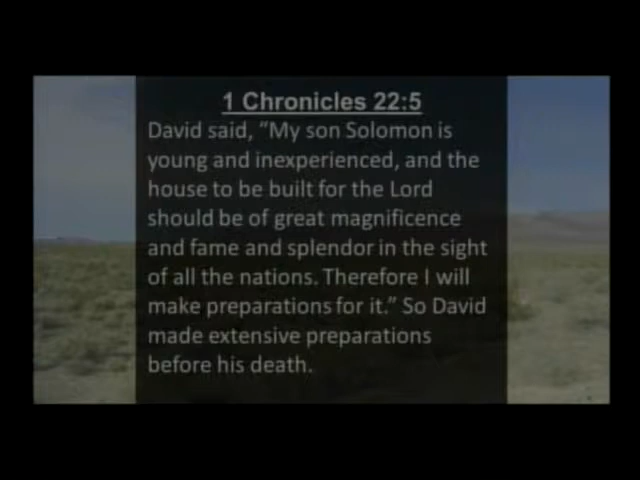 1 Chronicles 22:5
David said, “My son Solomon is
young and inexperienced, and the
house to be built for the Lord
should be of great magnificence
and fame and splendor in the sight
of all the nations. Therefore I will
make preparations for it.” So David
made extensive preparations
before his death.